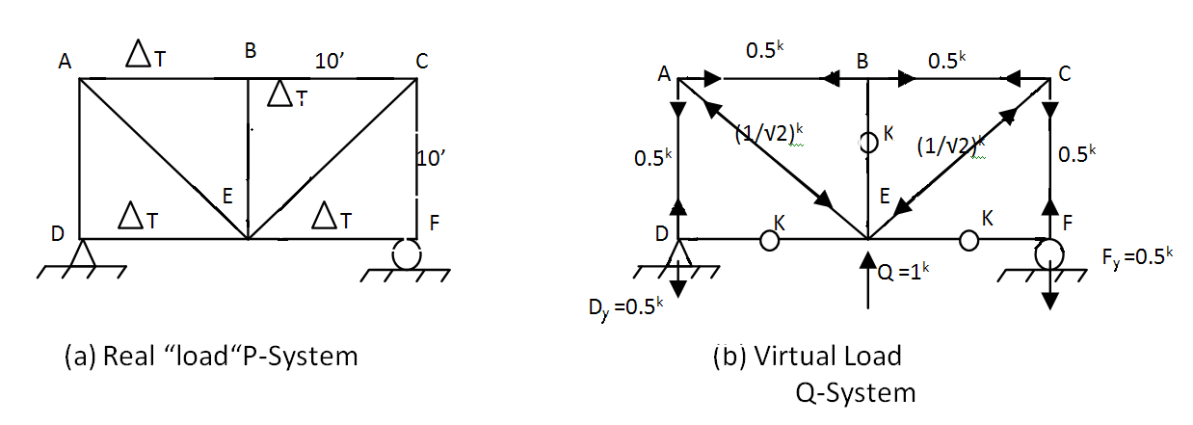 A
ΔT
B
10’
C
ΔT
10’
E
D
ΔT
ΔT
F
(a) Real “load“P-System
0.5ᵏ
A
B
0.5ᵏ
C
(1/√2)ᵏ
K
(1/√2)ᵏ
0.5ᵏ
0.5ᵏ
E
D
K
K
F
Q =1ᵏ
Fy =0.5ᵏ
Dy =0.5ᵏ
(b) Virtual Load
Q-System